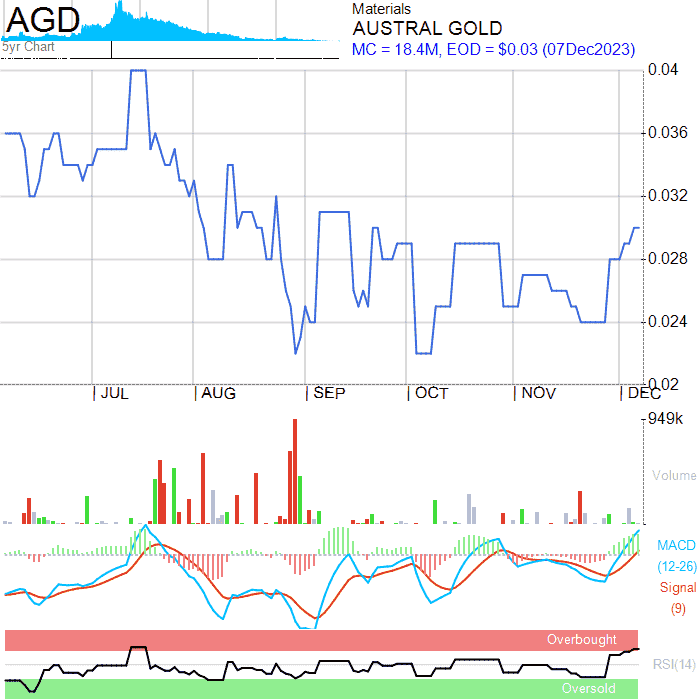 AGD
5yr Chart
Materials
AUSTRAL GOLD
MC = 18.4M, EOD = $0.03 (07Dec2023)
0.04
0.036
0.032
0.028
0.024
0.02
JUL
AUG
SEP
OCT
NOV
DEC
949k
Volume
MACD
(12-26)
Signal
(9)
Overbought
RSI(14)
Oversold